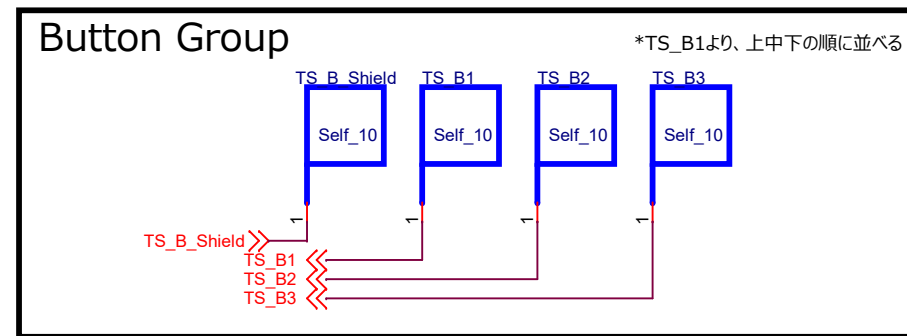 Button Group
*TS_B1より、上中下の順に並べる
TS_B_Shield TS_B1 TS_B2 TS_B3
Self_10 Self_10 Self_10 Self_10
1 1 1 1
TS_B_Shield
TS_B1
TS_B2
TS_B3